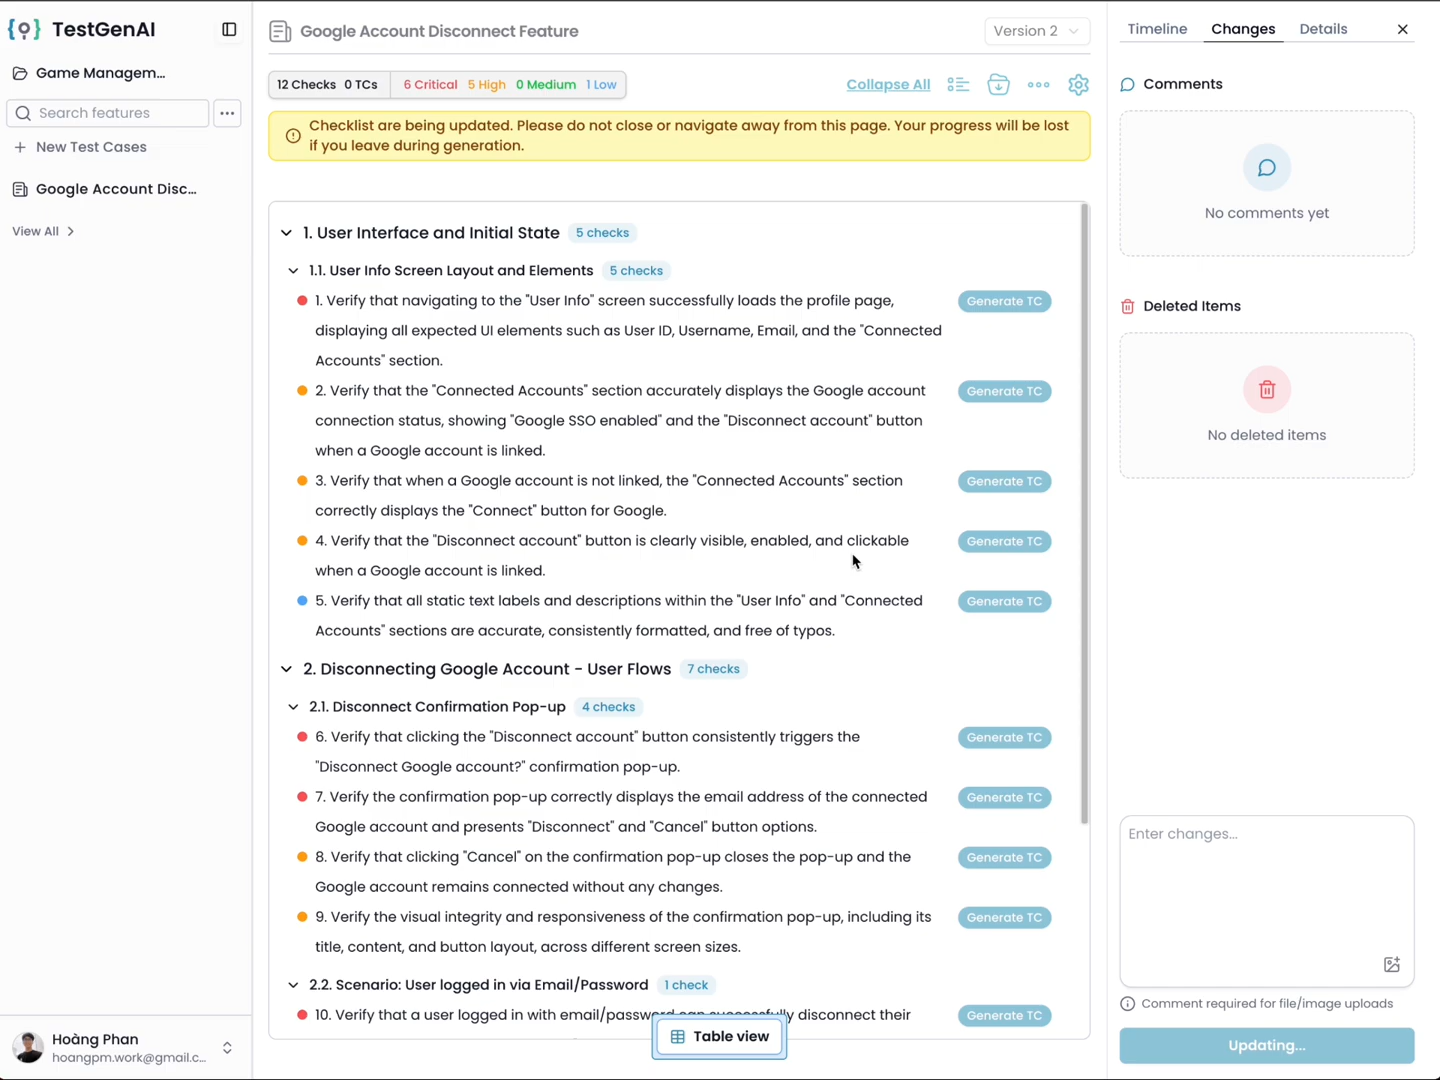 TestGenAI
Game Managem...
Search features
New Test Cases
Google Account Disc...
View All
Hoàng Phan
hoangpm.work@gmail.c...
Google Account Disconnect Feature
Version 2
12 Checks 0 TCs 6 Critical 5 High 0 Medium 1 Low
Collapse All
Checklist are being updated. Please do not close or navigate away from this page. Your progress will be lost
if you leave during generation.
1. User Interface and Initial State 5 checks
1.1. User Info Screen Layout and Elements 5 checks
1. Verify that navigating to the "User Info" screen successfully loads the profile page, Generate TC
displaying all expected UI elements such as User ID, Username, Email, and the "Connected
Accounts" section.
2. Verify that the "Connected Accounts" section accurately displays the Google account Generate TC
connection status, showing "Google SSO enabled" and the "Disconnect account" button
when a Google account is linked.
3. Verify that when a Google account is not linked, the "Connected Accounts" section Generate TC
correctly displays the "Connect" button for Google.
4. Verify that the "Disconnect account" button is clearly visible, enabled, and clickable Generate TC
when a Google account is linked.
5. Verify that all static text labels and descriptions within the "User Info" and "Connected Generate TC
Accounts" sections are accurate, consistently formatted, and free of typos.
2. Disconnecting Google Account - User Flows 7 checks
2.1. Disconnect Confirmation Pop-up 4 checks
6. Verify that clicking the "Disconnect account" button consistently triggers the Generate TC
"Disconnect Google account?" confirmation pop-up.
7. Verify the confirmation pop-up correctly displays the email address of the connected Generate TC
Google account and presents "Disconnect" and "Cancel" button options.
8. Verify that clicking "Cancel" on the confirmation pop-up closes the pop-up and the Generate TC
Google account remains connected without any changes.
9. Verify the visual integrity and responsiveness of the confirmation pop-up, including its Generate TC
title, content, and button layout, across different screen sizes.
2.2. Scenario: User logged in via Email/Password 1 check
10. Verify that a user logged in with email/password can successfully disconnect their Generate TC
Table view
Timeline Changes Details
Comments
No comments yet
Deleted Items
No deleted items
Enter changes...
Comment required for file/image uploads
Updating...